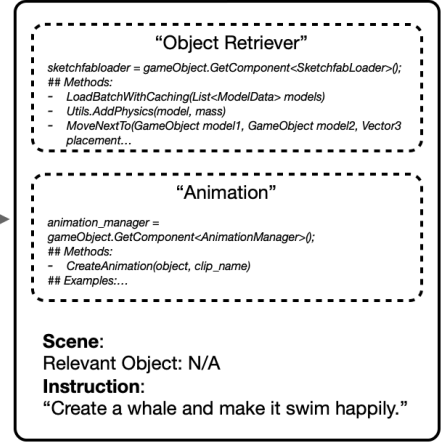 “Object Retriever”
sketchfabloader = gameObject.GetComponent<SketchfabLoader>();
## Methods:
- LoadBatchWithCaching(List<ModelData> models)
- Utils.AddPhysics(model, mass)
- MoveNextTo(GameObject model1, GameObject model2, Vector3
placement…
“Animation”
animation_manager =
gameObject.GetComponent<AnimationManager>();
## Methods:
- CreateAnimation(object, clip_name)
## Examples:…
Scene:
Relevant Object: N/A
Instruction:
“Create a whale and make it swim happily.”